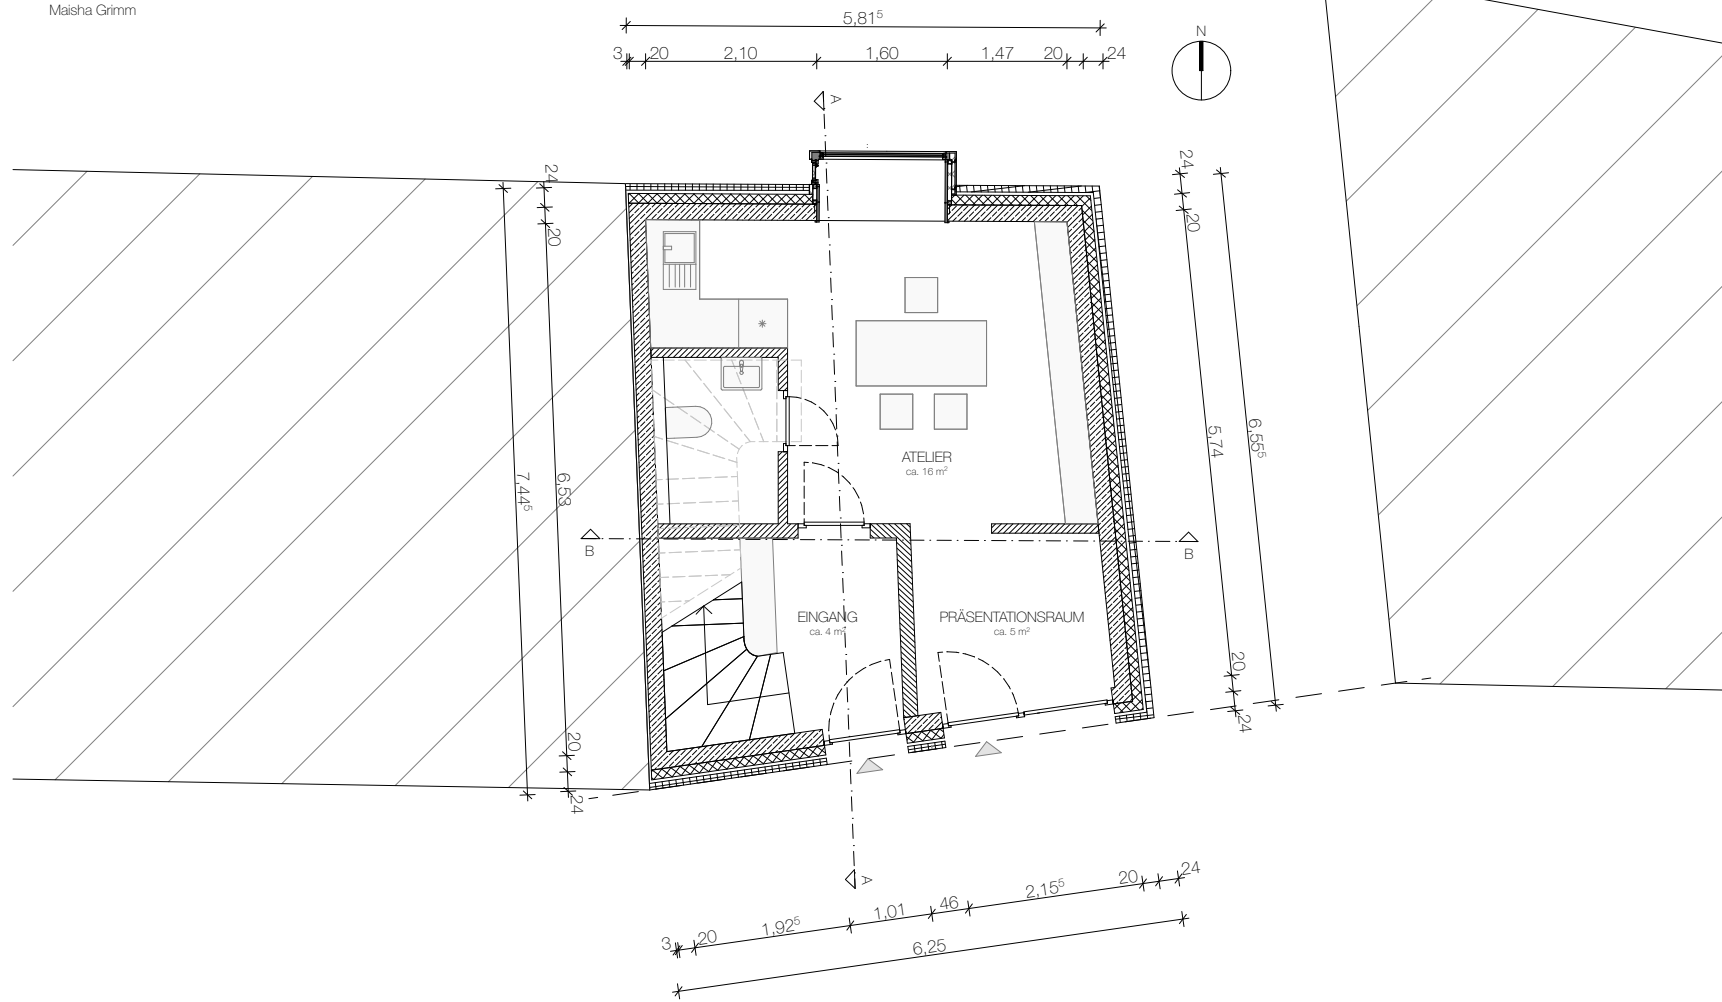 Maisha Grimm
5,81⁵
3 20 2,10 1,60 1,47 20 24
N
A
24
20
24
20
7,44⁵
6,53
5,74
6,55⁵
ATELIER
ca. 16 m²
B
B
EINGANG
ca. 4 m²
PRÄSENTATIONSRAUM
ca. 5 m²
20
24
20
24
A
3 20 1,92⁵ 1,01 46 2,15⁵ 20 24
6,25